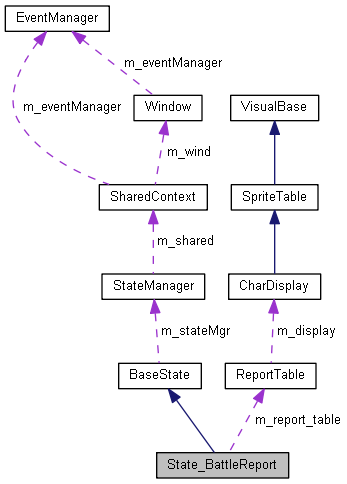 EventManager
m_eventManager
m_eventManager
Window
VisualBase
m_wind
SharedContext
SpriteTable
m_shared
StateManager
CharDisplay
m_stateMgr
m_display
BaseState
ReportTable
m_report_table
State_BattleReport